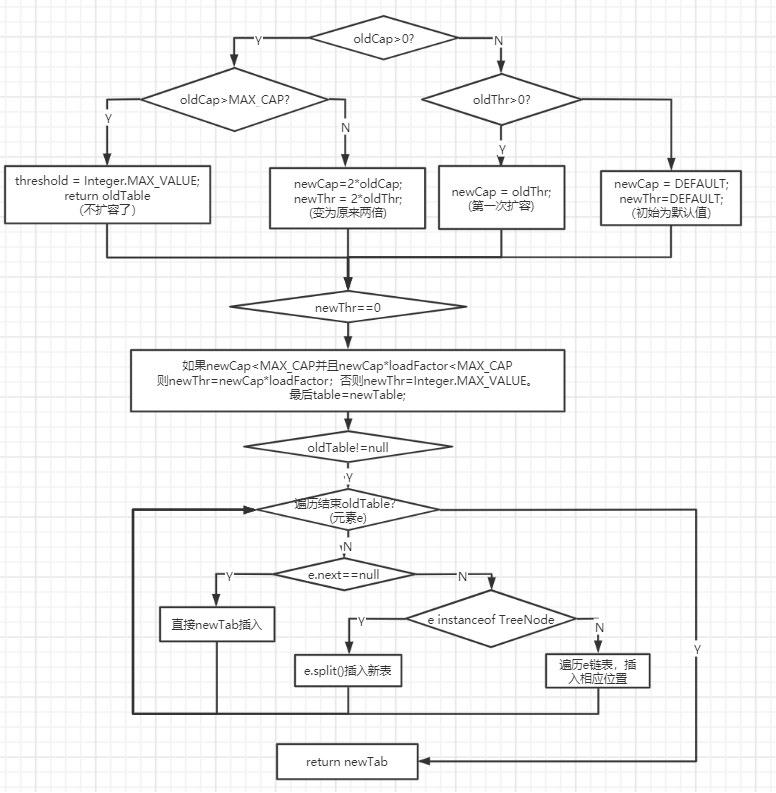 oldCap>0?
Y
N
oldCap>MAX_CAP?
oldThr>0?
Y
N
Y
threshold = Integer.MAX_VALUE;
return oldTable
(不扩容了)
newCap=2*oldCap;
newThr = 2*oldThr;
(变为原来两倍)
newCap = oldThr;
(第一次扩容)
newCap = DEFAULT;
newThr=DEFAULT;
(初始为默认值)
newThr==0
如果newCap<MAX_CAP并且newCap*loadFactor<MAX_CAP
则newThr=newCap*loadFactor；否则newThr=Integer.MAX_VALUE。
最后table=newTable;
oldTable!=null
Y
遍历结束oldTable?
(元素e)
N
e.next==null
Y
N
直接newTab插入
e instanceof TreeNode
Y
N
Y
e.split()插入新表
遍历e链表，插
入相应位置
return newTab